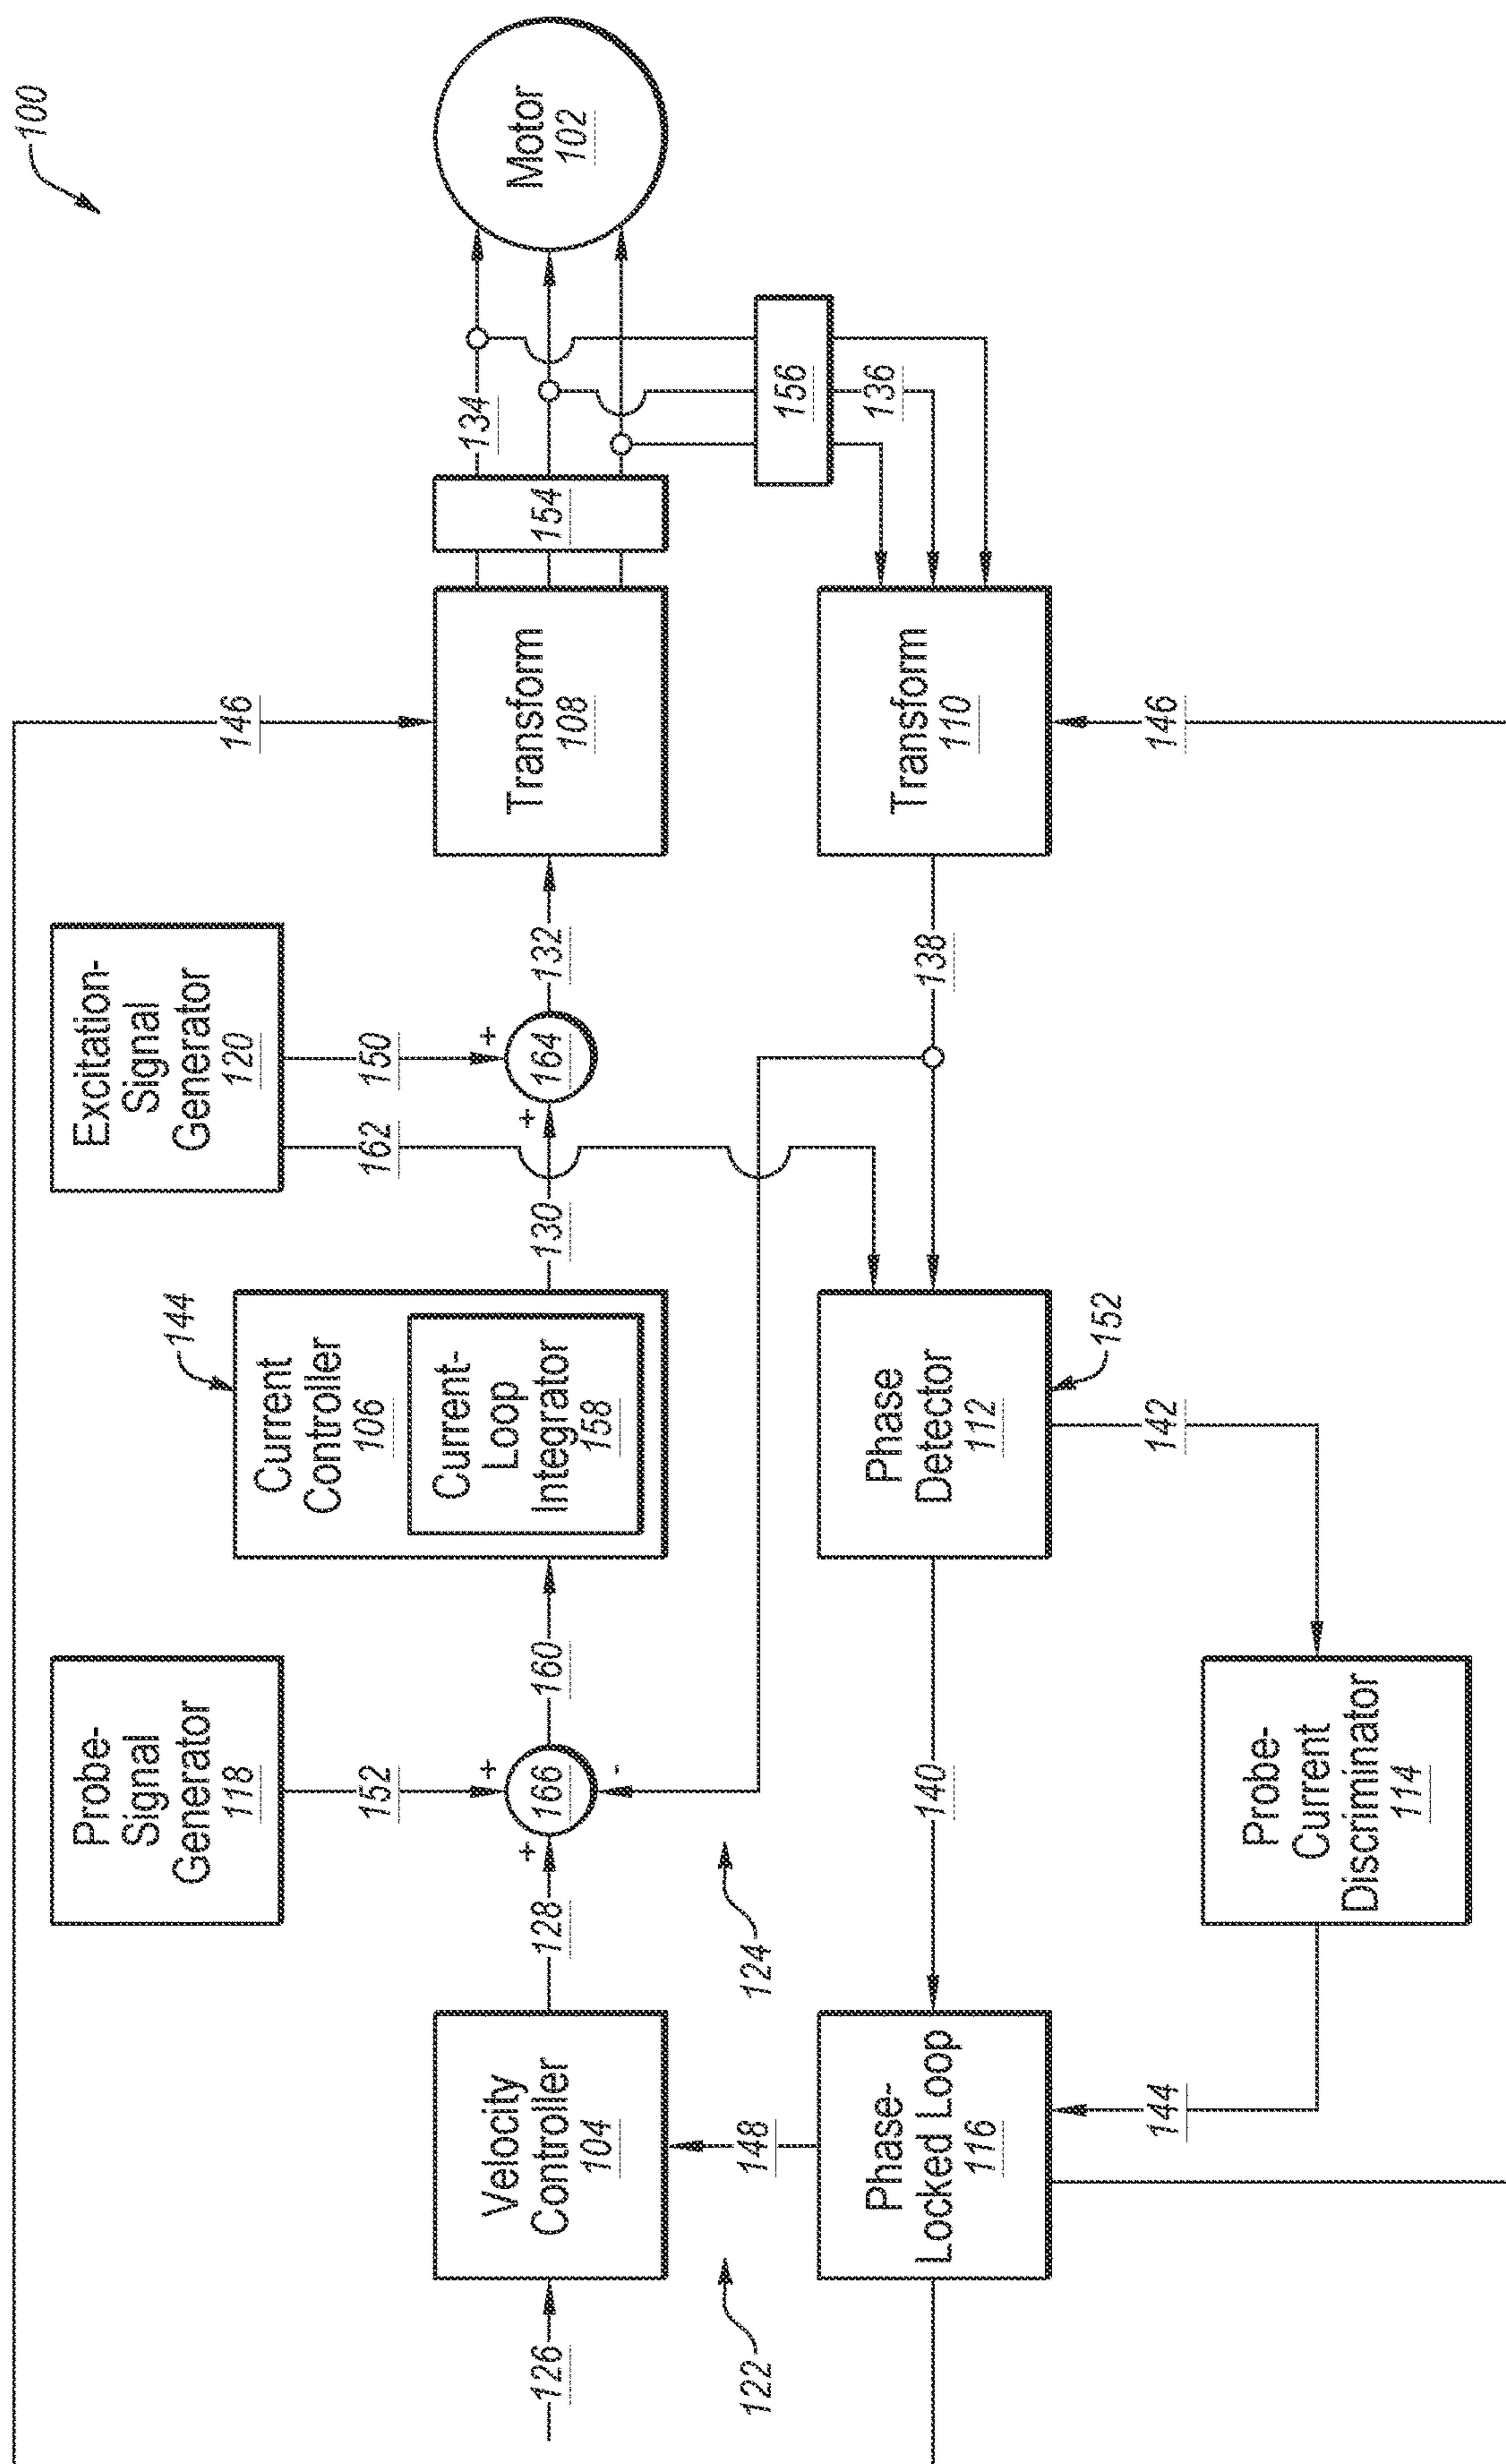 100
146
Probe-
Signal
Generator
118
Excitation-
Signal
Generator
120
152
144
162
150
Current
Controller
106
Current-
Loop
Integrator
158
126
Velocity
Controller
104
128
+
+
166
-
160
130
+
+
164
132
Transform
108
154
134
Motor
102
122
148
124
156
136
Phase-
Locked Loop
116
140
Phase
Detector
112
138
Transform
110
144
142
152
146
Probe-
Current
Discriminator
114